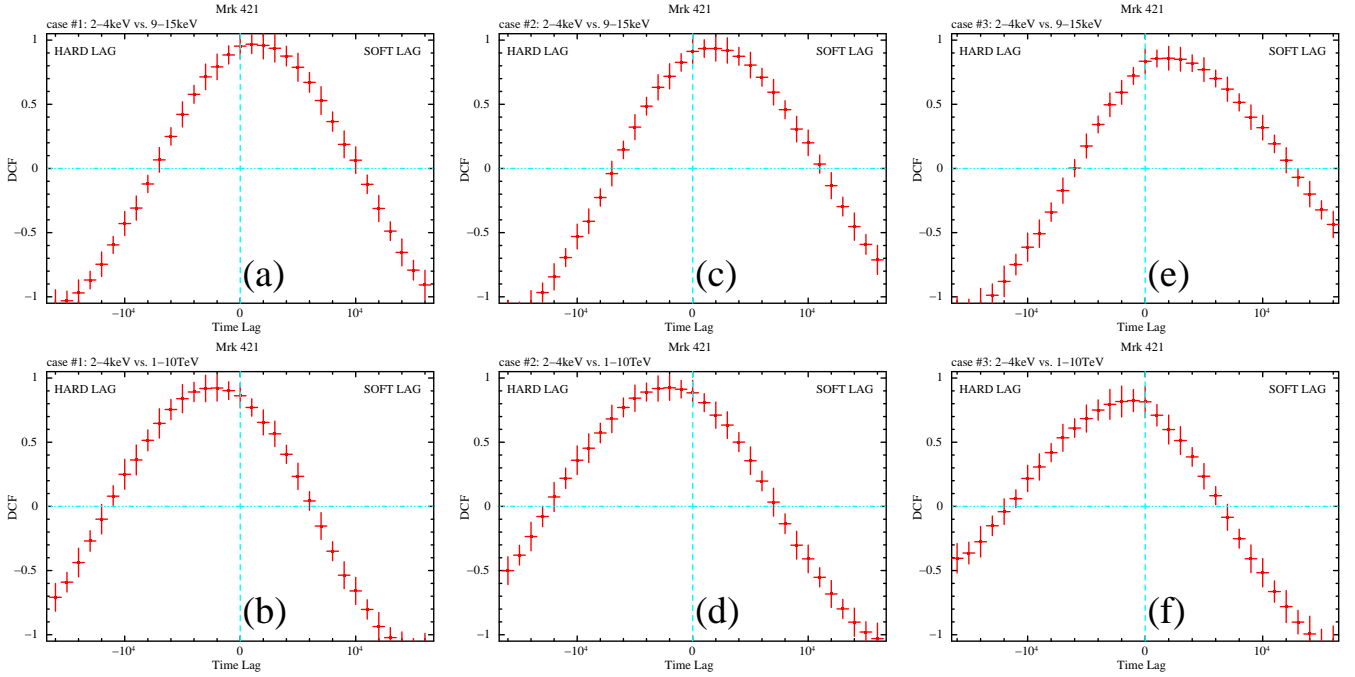 Mrk 421
case #1: 2−4keV vs. 9−15keV
HARD LAG
SOFT LAG
1
0.5
0
−0.5
−1
DCF
(a)
−10⁴
0
10⁴
Time Lag
Mrk 421
case #2: 2−4keV vs. 9−15keV
HARD LAG
SOFT LAG
1
0.5
0
−0.5
−1
DCF
(c)
−10⁴
0
10⁴
Time Lag
Mrk 421
case #3: 2−4keV vs. 9−15keV
HARD LAG
SOFT LAG
1
0.5
0
−0.5
−1
DCF
(e)
−10⁴
0
10⁴
Time Lag
Mrk 421
case #1: 2−4keV vs. 1−10TeV
HARD LAG
SOFT LAG
1
0.5
0
−0.5
−1
DCF
(b)
−10⁴
0
10⁴
Time Lag
Mrk 421
case #2: 2−4keV vs. 1−10TeV
HARD LAG
SOFT LAG
1
0.5
0
−0.5
−1
DCF
(d)
−10⁴
0
10⁴
Time Lag
Mrk 421
case #3: 2−4keV vs. 1−10TeV
HARD LAG
SOFT LAG
1
0.5
0
−0.5
−1
DCF
(f)
−10⁴
0
10⁴
Time Lag